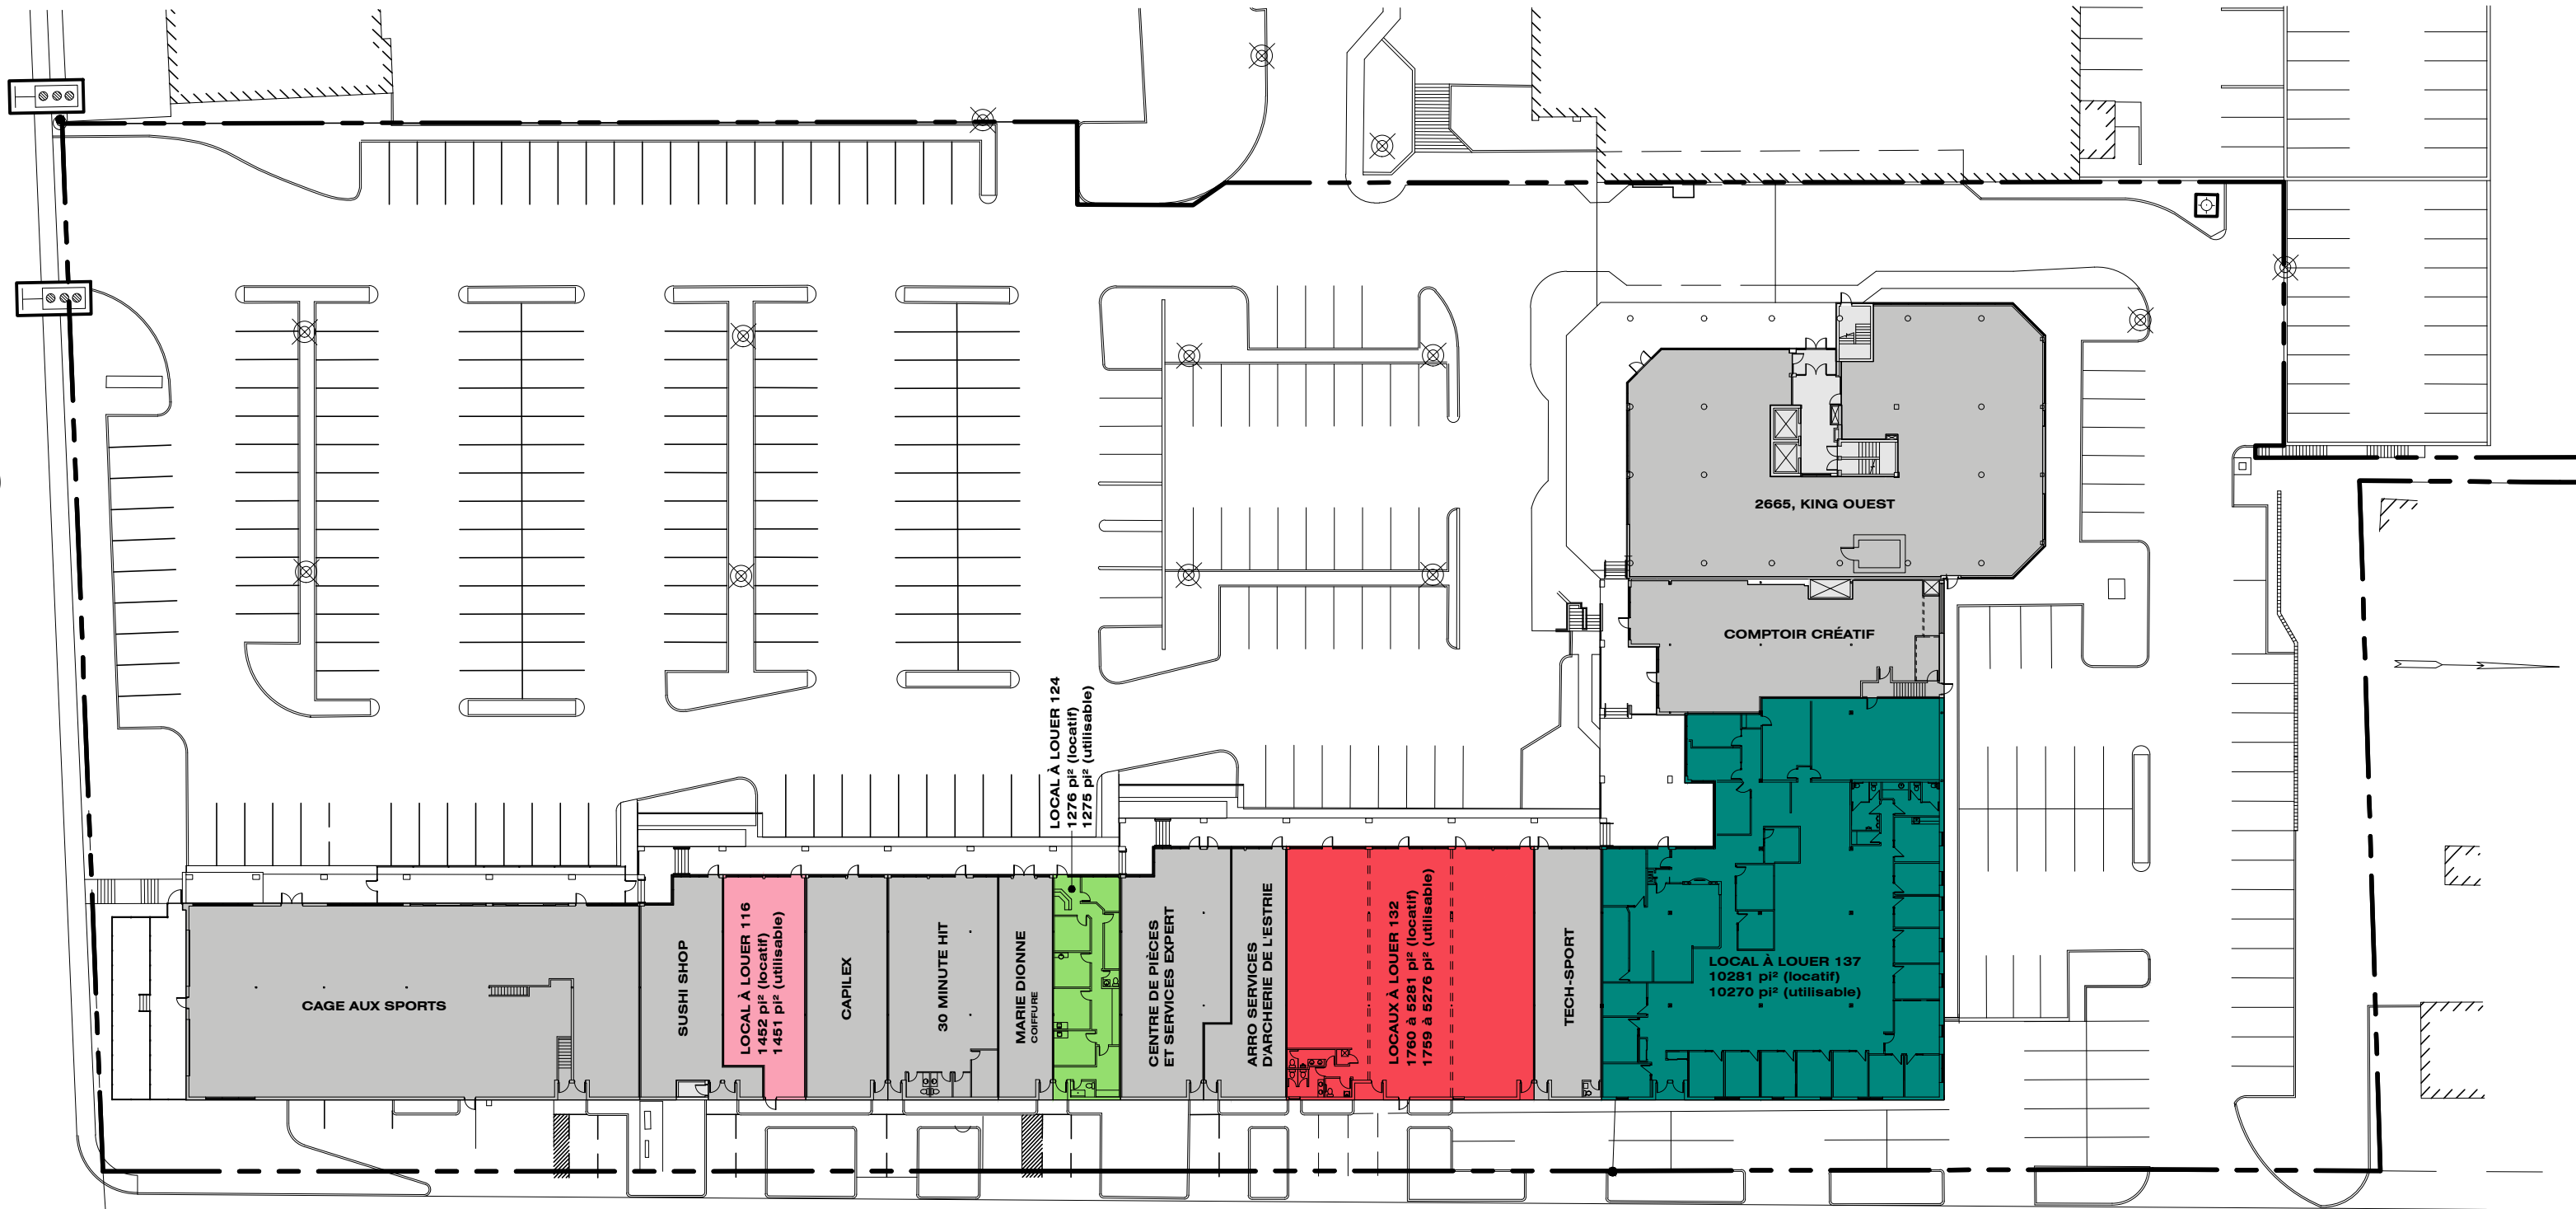 2665, KING OUEST
COMPTOIR CRÉATIF
LOCAL À LOUER 124
1276 pi² (locatif)
1275 pi² (utilisable)
CAGE AUX SPORTS
SUSHI SHOP
LOCAL À LOUER 116
1452 pi² (locatif)
1451 pi² (utilisable)
CAPILEX
30 MINUTE HIT
MARIE DIONNE
COIFFURE
CENTRE DE PIÈCES
ET SERVICES EXPERT
ARRO SERVICES
D'ARCHERIE DE L'ESTRIE
LOCAUX À LOUER 132
1760 à 5281 pi² (locatif)
1759 à 5276 pi² (utilisable)
TECH-SPORT
LOCAL À LOUER 137
10281 pi² (locatif)
10270 pi² (utilisable)